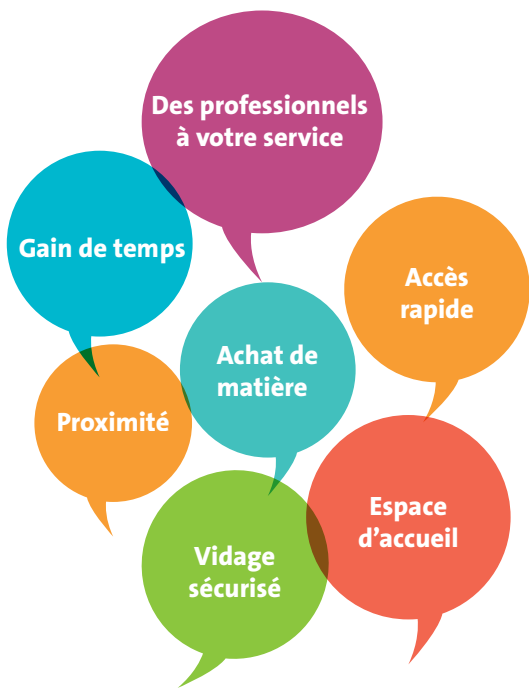 Des professionnels
à votre service
Gain de temps
Accès
rapide
Achat de
matière
Proximité
Espace
d’accueil
Vidage
sécurisé